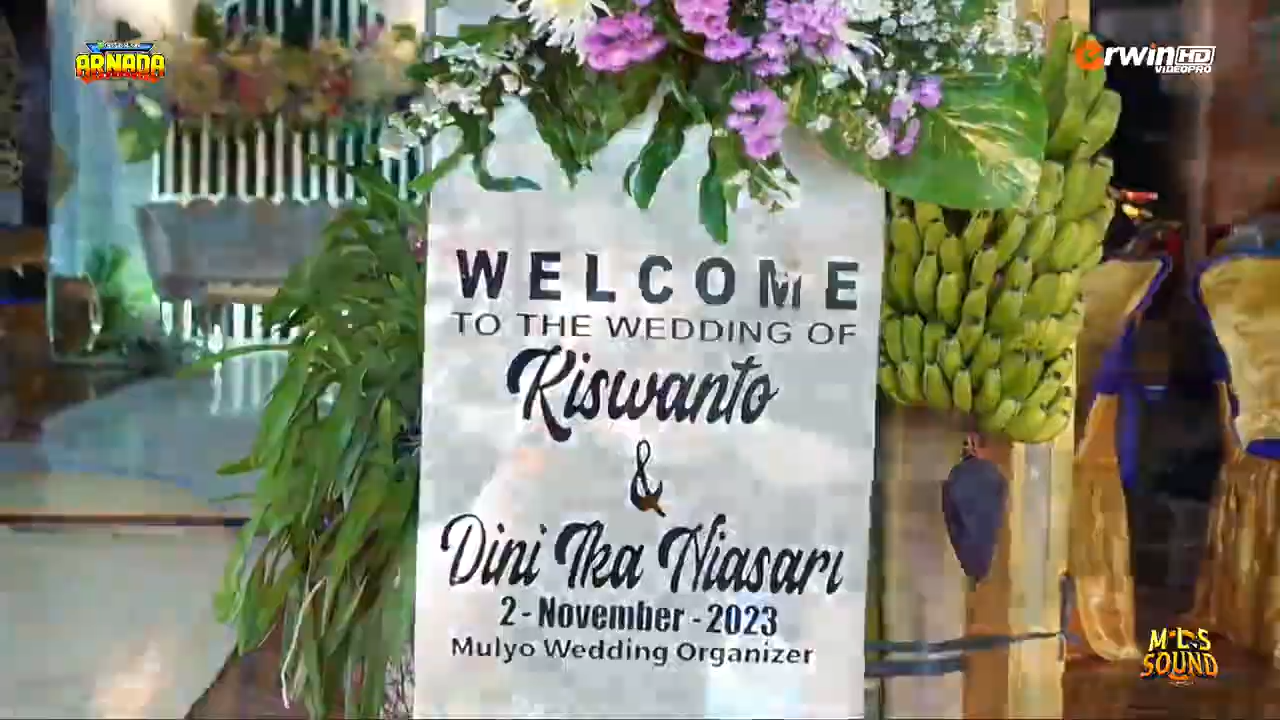 ARNADA
erwin HD
VIDEOPRO
WELCOME
TO THE WEDDING OF
Kiswanto
&
Dini Ika Niasari
2 - November - 2023
Mulyo Wedding Organizer
MLS
SOUND